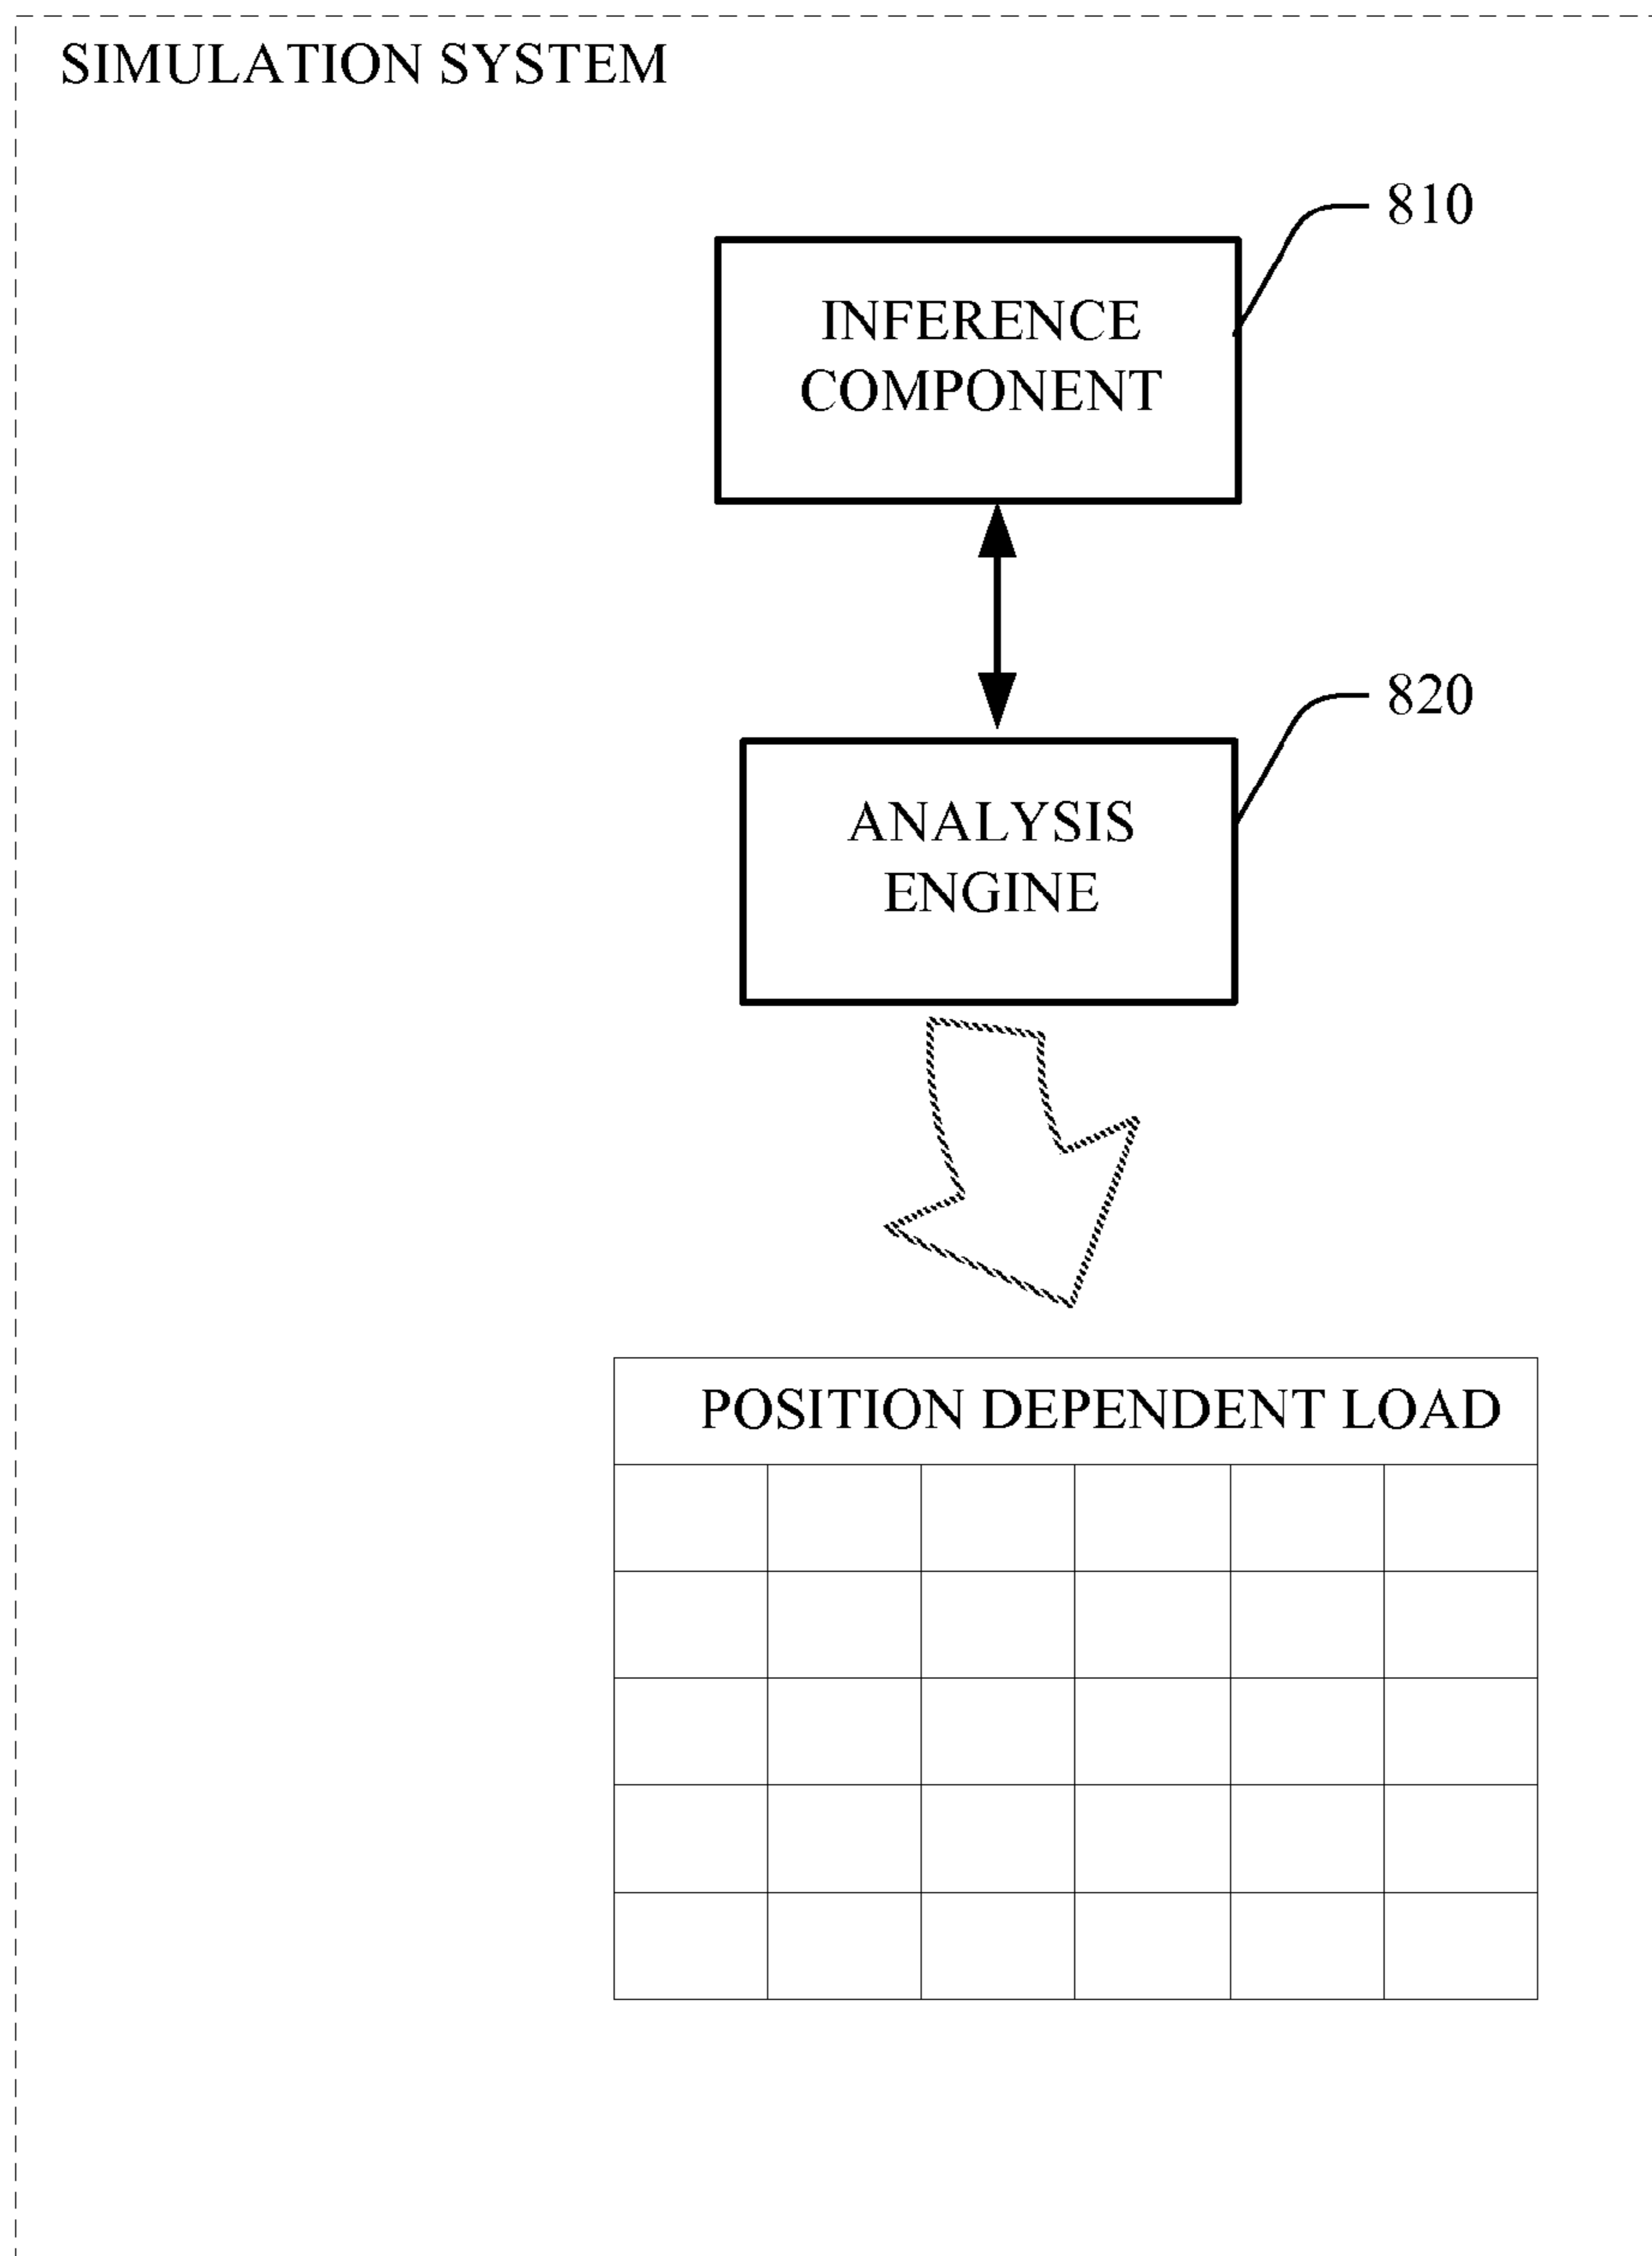 SIMULATION SYSTEM
810
INFERENCE
COMPONENT
820
ANALYSIS
ENGINE
POSITION DEPENDENT LOAD